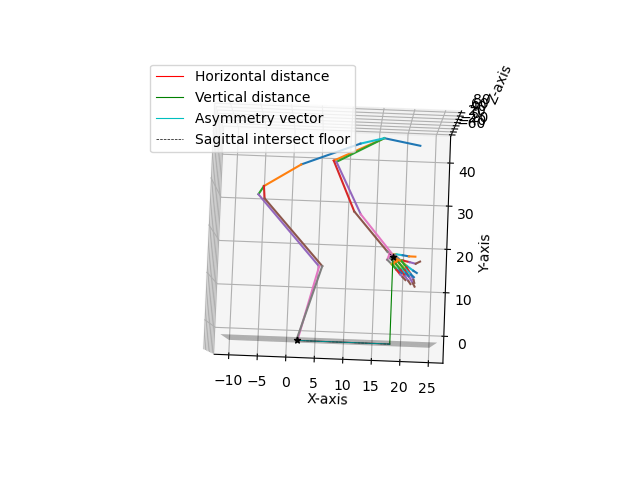 Horizontal distance
Vertical distance
Asymmetry vector
Sagittal intersect floor
Z-axis
40
30
Y-axis
20
10
0
−10 −5 0 5 10 15 20 25
X-axis